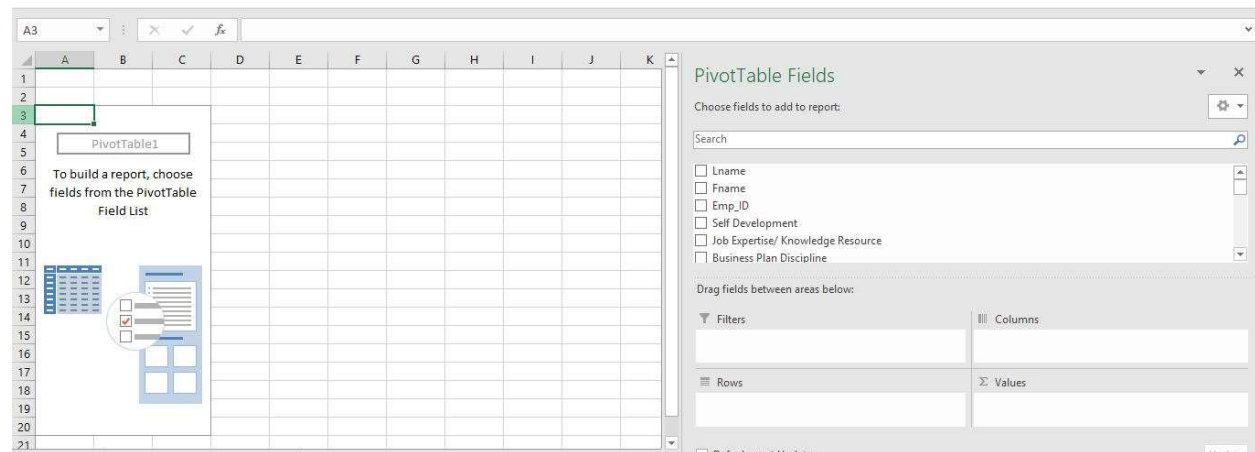 A3
fx
A B C D E F G H I J K
1
2
3
4
5
6
7
8
9
10
11
12
13
14
15
16
17
18
19
20
21
PivotTable1
To build a report, choose
fields from the PivotTable
Field List
PivotTable Fields
Choose fields to add to report:
Search
Lname
Fname
Emp_ID
Self Development
Job Expertise/ Knowledge Resource
Business Plan Discipline
Drag fields between areas below:
Filters
Columns
Rows
Σ Values